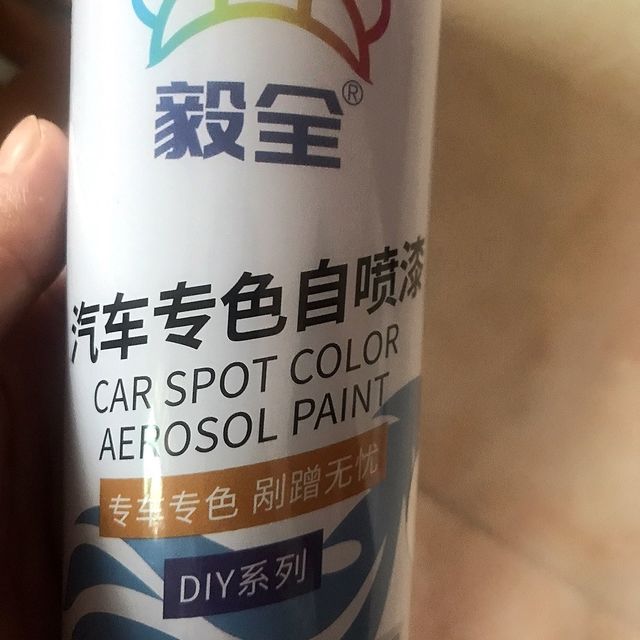 毅全®
汽车专色自喷漆
CAR SPOT COLOR
AEROSOL PAINT
专车专色 剐蹭无忧
DIY系列